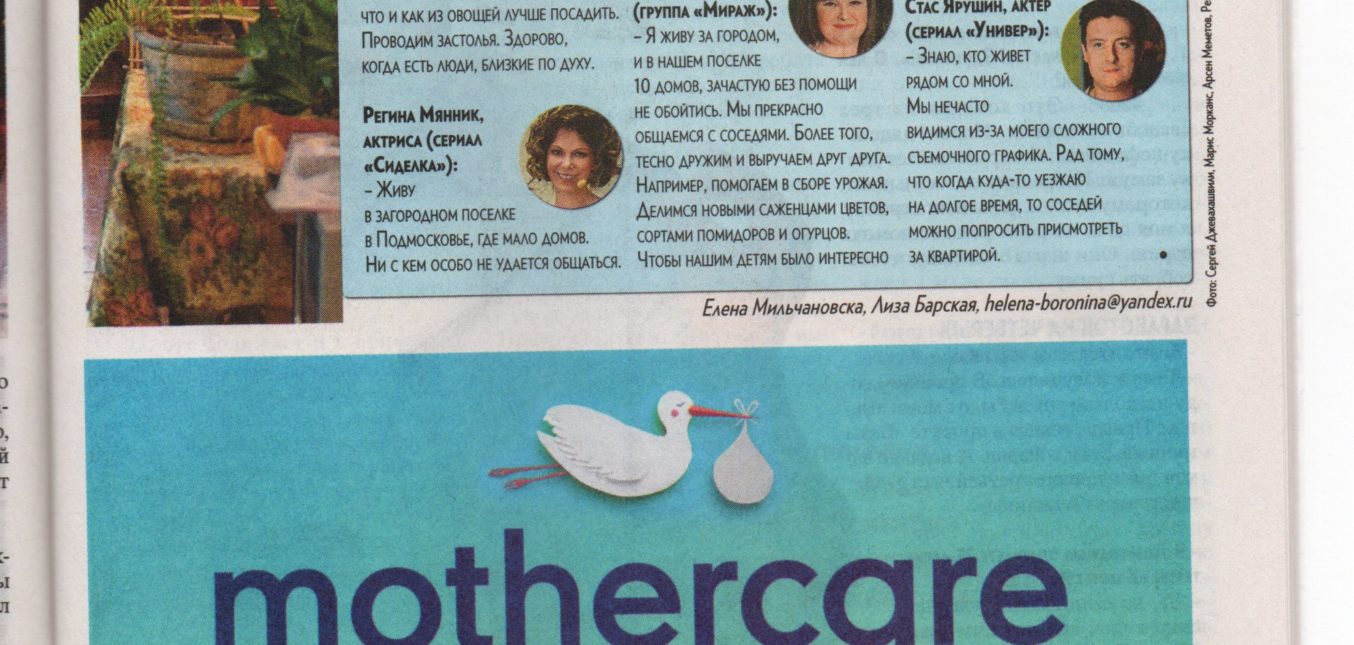 что и как из овощей лучше посадить.
Проводим застолья. Здорово,
когда есть люди, близкие по духу.
Регина Мянник,
актриса (сериал
«Сиделка»):
– Живу
в загородном поселке
в Подмосковье, где мало домов.
Ни с кем особо не удается общаться.
(группа «Мираж»):
– Я живу за городом,
и в нашем поселке
10 домов, зачастую без помощи
не обойтись. Мы прекрасно
общаемся с соседями. Более того,
тесно дружим и выручаем друг друга.
Например, помогаем в сборе урожая.
Делимся новыми саженцами цветов,
сортами помидоров и огурцов.
Чтобы нашим детям было интересно
Стас Ярушин, актер
(сериал «Универ»):
– Знаю, кто живет
рядом со мной.
Мы нечасто
видимся из-за моего сложного
съемочного графика. Рад тому,
что когда куда-то уезжаю
на долгое время, то соседей
можно попросить присмотреть
за квартирой.
Фото: Сергей Джевахашвили, Марис Морканс, Арсен Меметов,
Елена Мильчановска, Лиза Барская, helena-boronina@yandex.ru
mothercare